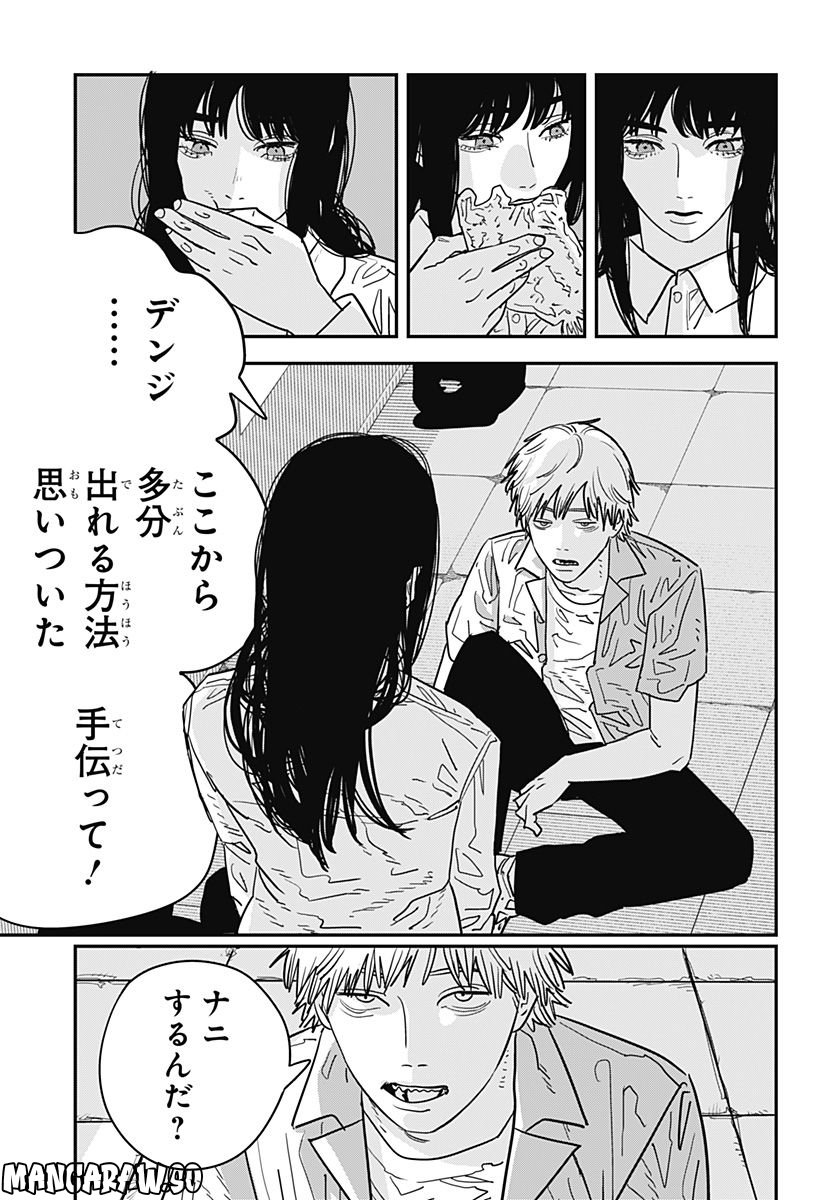 デンジ
……
ここから
多分
出れる方法
思いついた
手伝って！
ナニ
するんだ？
MANGARAW.SO